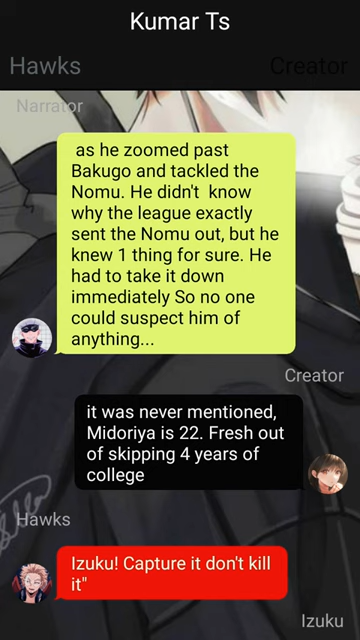 Kumar Ts
Hawks
Creator
Narrator
as he zoomed past
Bakugo and tackled the
Nomu. He didn't  know
why the league exactly
sent the Nomu out, but he
knew 1 thing for sure. He
had to take it down
immediately So no one
could suspect him of
anything...
Creator
it was never mentioned,
Midoriya is 22. Fresh out
of skipping 4 years of
college
Hawks
Izuku! Capture it don't kill
it"
Izuku